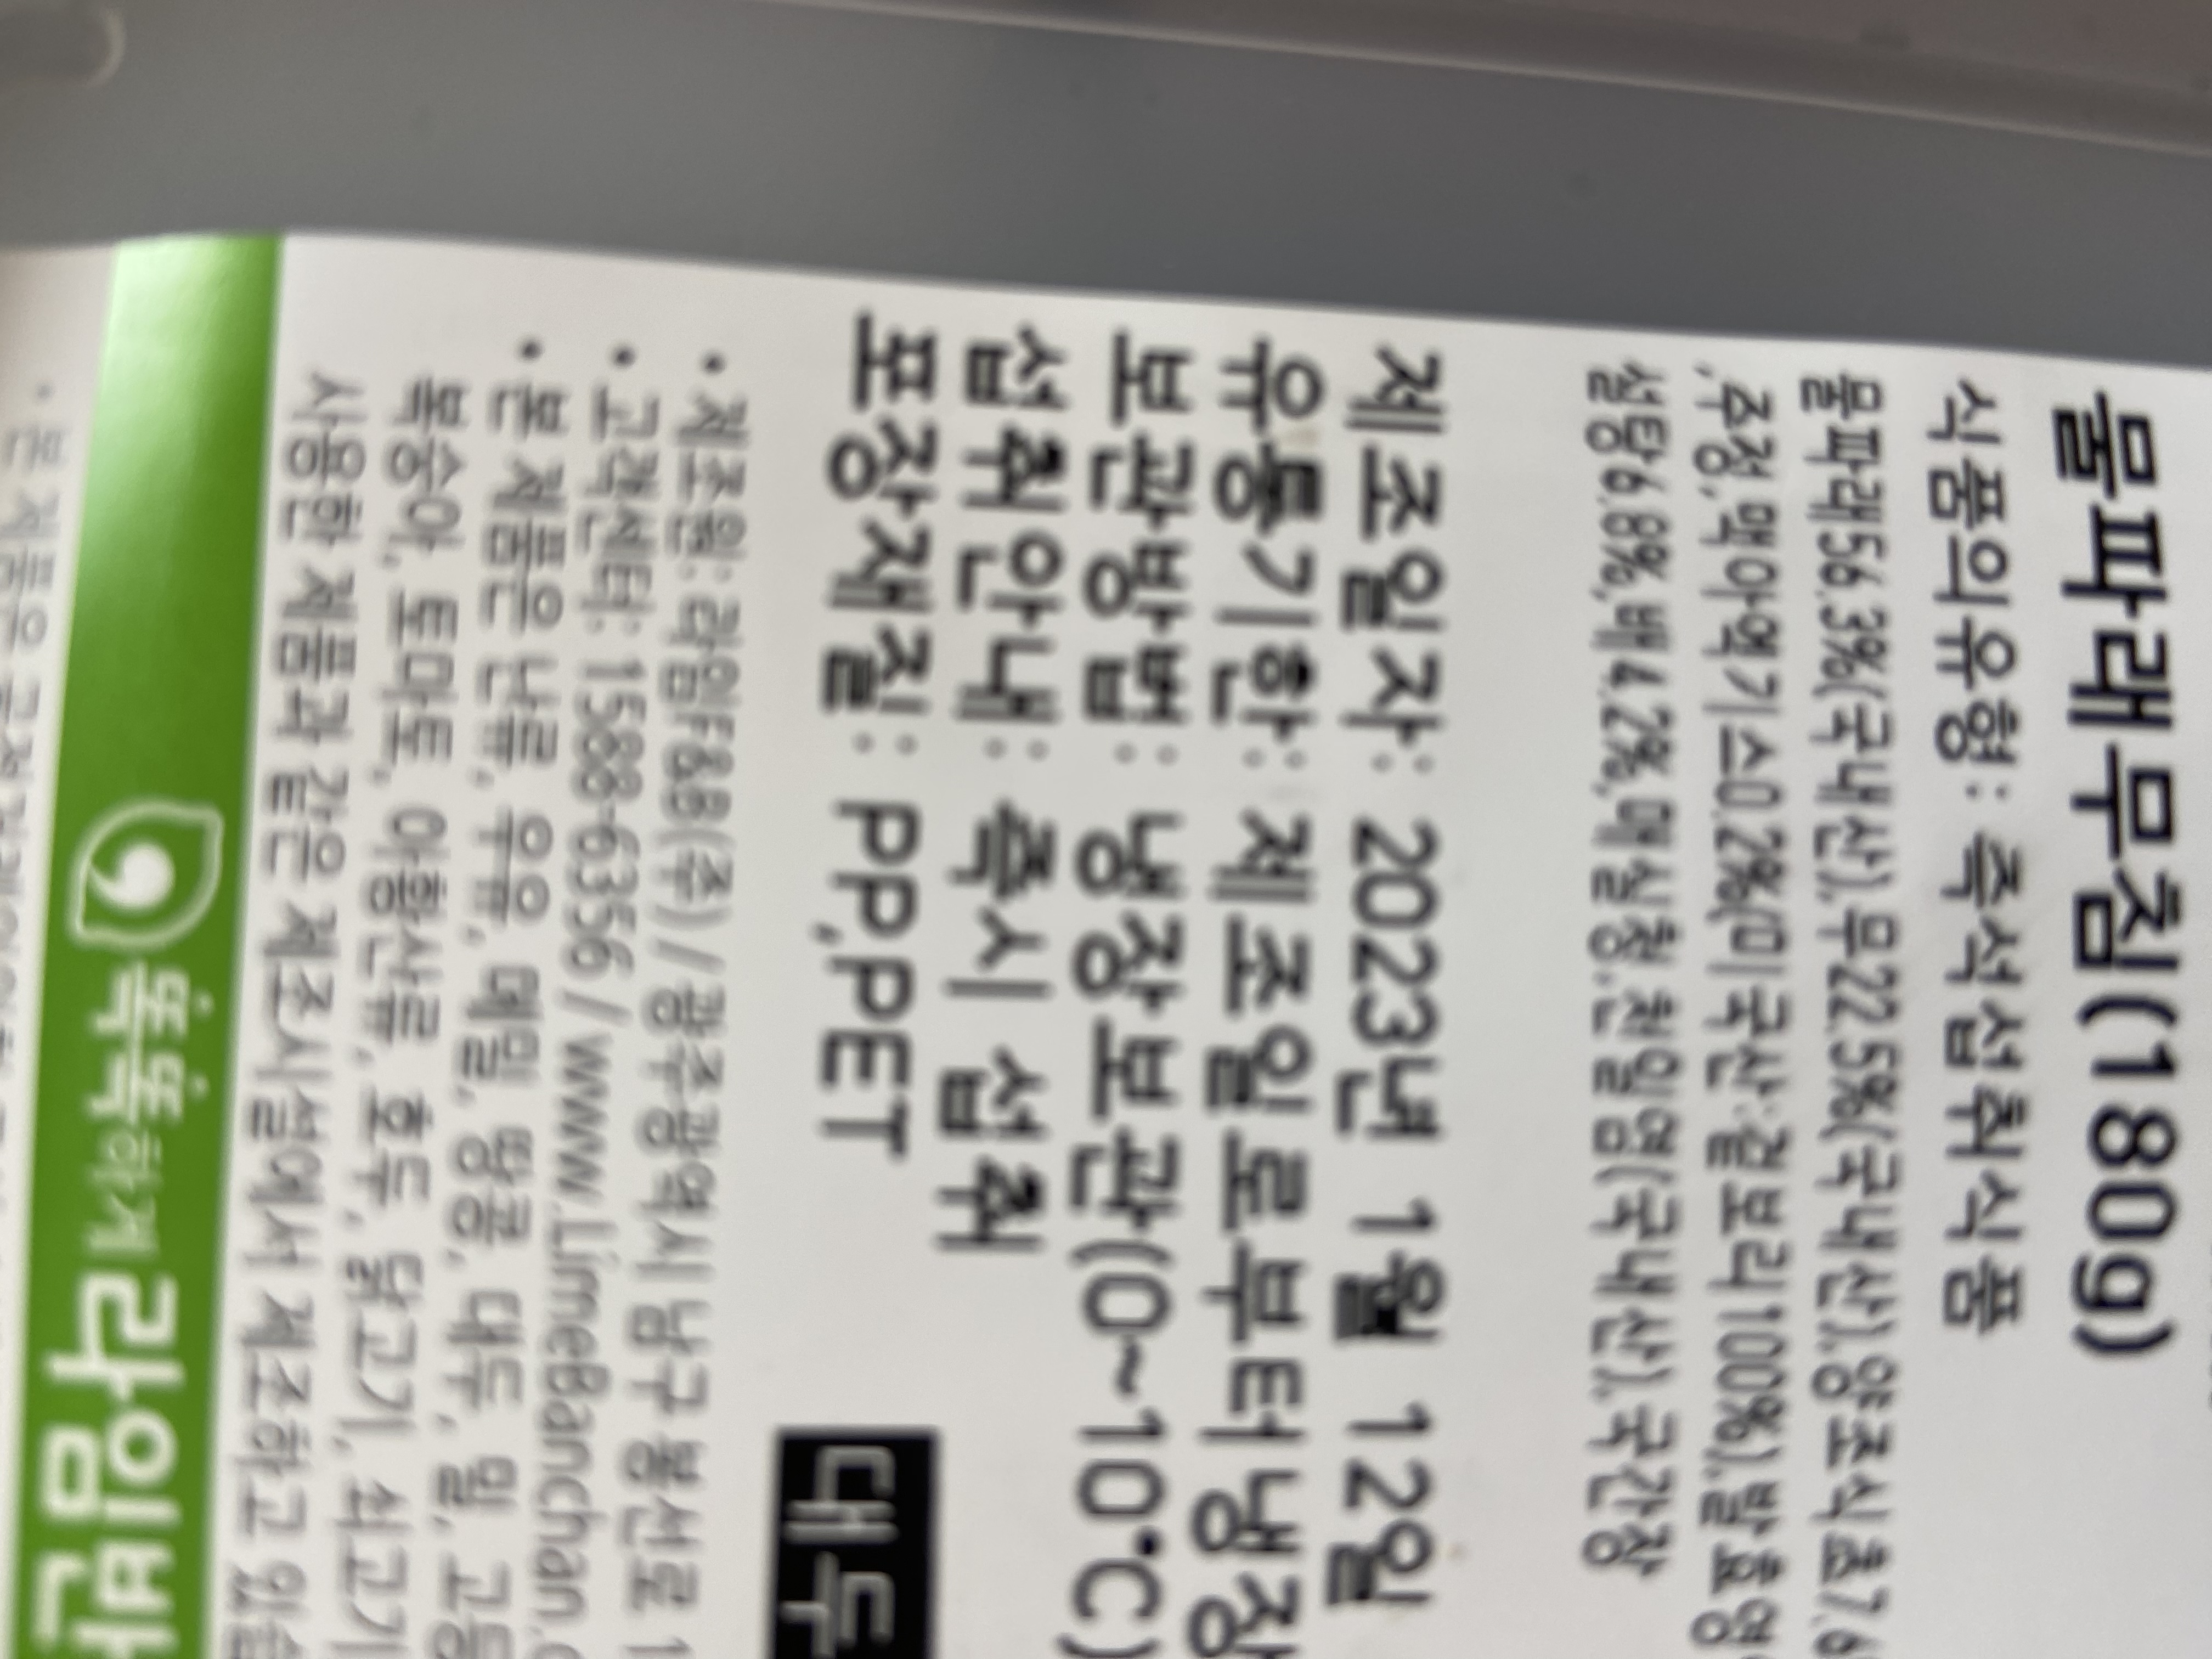 물파래무침(180g)
식품의유형: 즉석섭취식품
물파래56.3%(국내산),무22.5%(국내산),양조식초7.6
,주정,맥아엑기스0.2%(미국산:겉보리100%),발효영
설탕6.8%,배4.2%,매실청,천일염(국내산),국간장
제조일자: 2023년 1월 12일
유통기한: 제조일로부터냉장
보관방법: 냉장보관(0~10℃)
섭취안내: 즉시 섭취
포장재질: PP,PET
대두
• 제조원: 라임F&B(주) / 광주광역시 남구 봉선로 1
• 고객센터: 1588-6356 / www.LimeBanchan.c
• 본 제품은 난류, 우유, 메밀, 땅콩, 대두, 밀, 고등
복숭아, 토마토, 아황산류, 호두, 닭고기, 쇠고기
사용한 제품과 같은 제조시설에서 제조하고 있습
똑똑하게 라임반
• 본 제품은